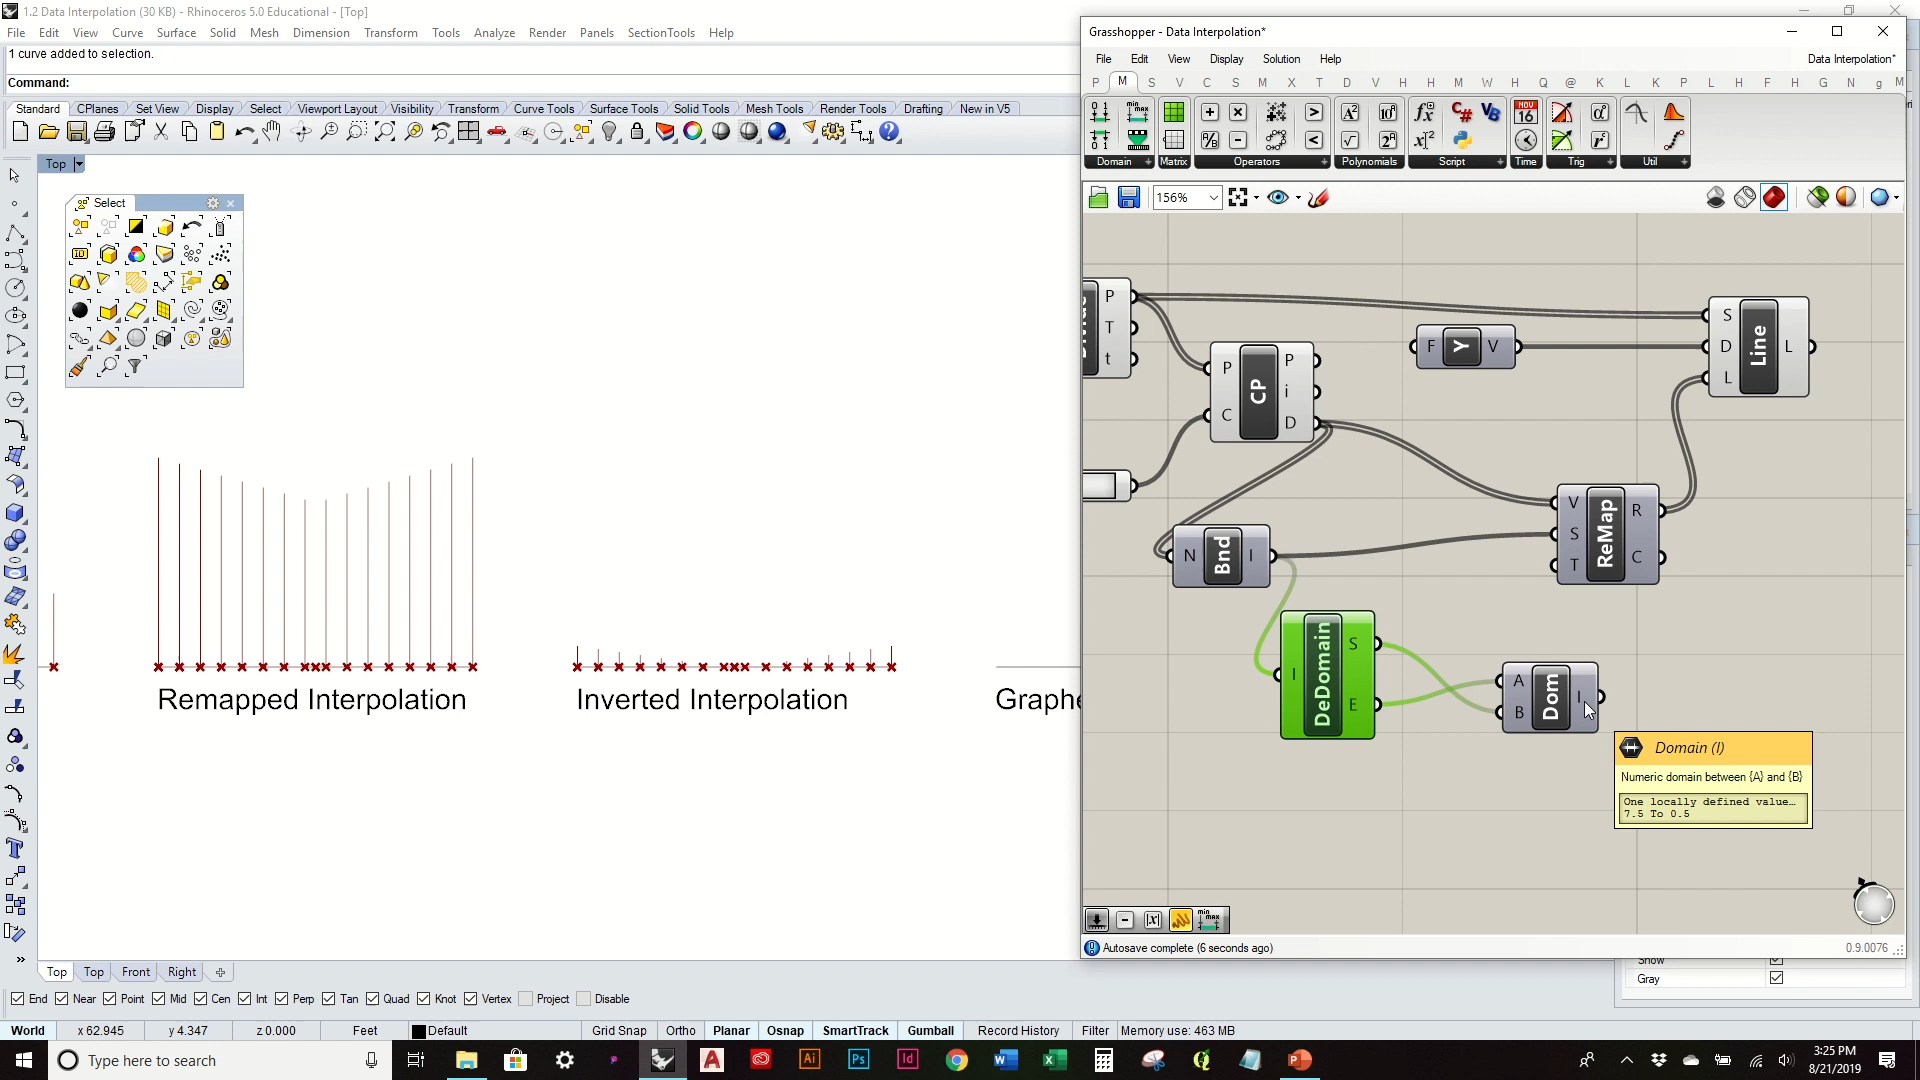 1.2 Data Interpolation (30 KB) - Rhinoceros 5.0 Educational - [Top]
File Edit View Curve Surface Solid Mesh Dimension Transform Tools Analyze Render Panels SectionTools Help
1 curve added to selection.
Command:
Standard CPlanes Set View Display Select Viewport Layout Visibility Transform Curve Tools Surface Tools Solid Tools Mesh Tools Render Tools Drafting New in V5
Top
Select
Remapped Interpolation
Inverted Interpolation
Graphe
Grasshopper - Data Interpolation*
File Edit View Display Solution Help
Data Interpolation*
P M S V C S M X T D V H H M W H Q @ K L K P L H F H G N g M
Domain Matrix Operators Polynomials Script Time Trig Util
156%
P
T
t
CP
P
C
P
i
D
F Y V
S
D
L
Line
L
N Bnd I
V
S
T
ReMap
R
C
I
DeDomain
S
E
A
B
Dom
I
Domain (I)
Numeric domain between {A} and {B}
One locally defined value...
7.5 To 0.5
Autosave complete (6 seconds ago)
0.9.0076
Show
Gray
Top Top Front Right
End Near Point Mid Cen Int Perp Tan Quad Knot Vertex Project Disable
World x 62.945 y 4.347 z 0.000 Feet Default Grid Snap Ortho Planar Osnap SmartTrack Gumball Record History Filter Memory use: 463 MB
Type here to search
3:25 PM
8/21/2019